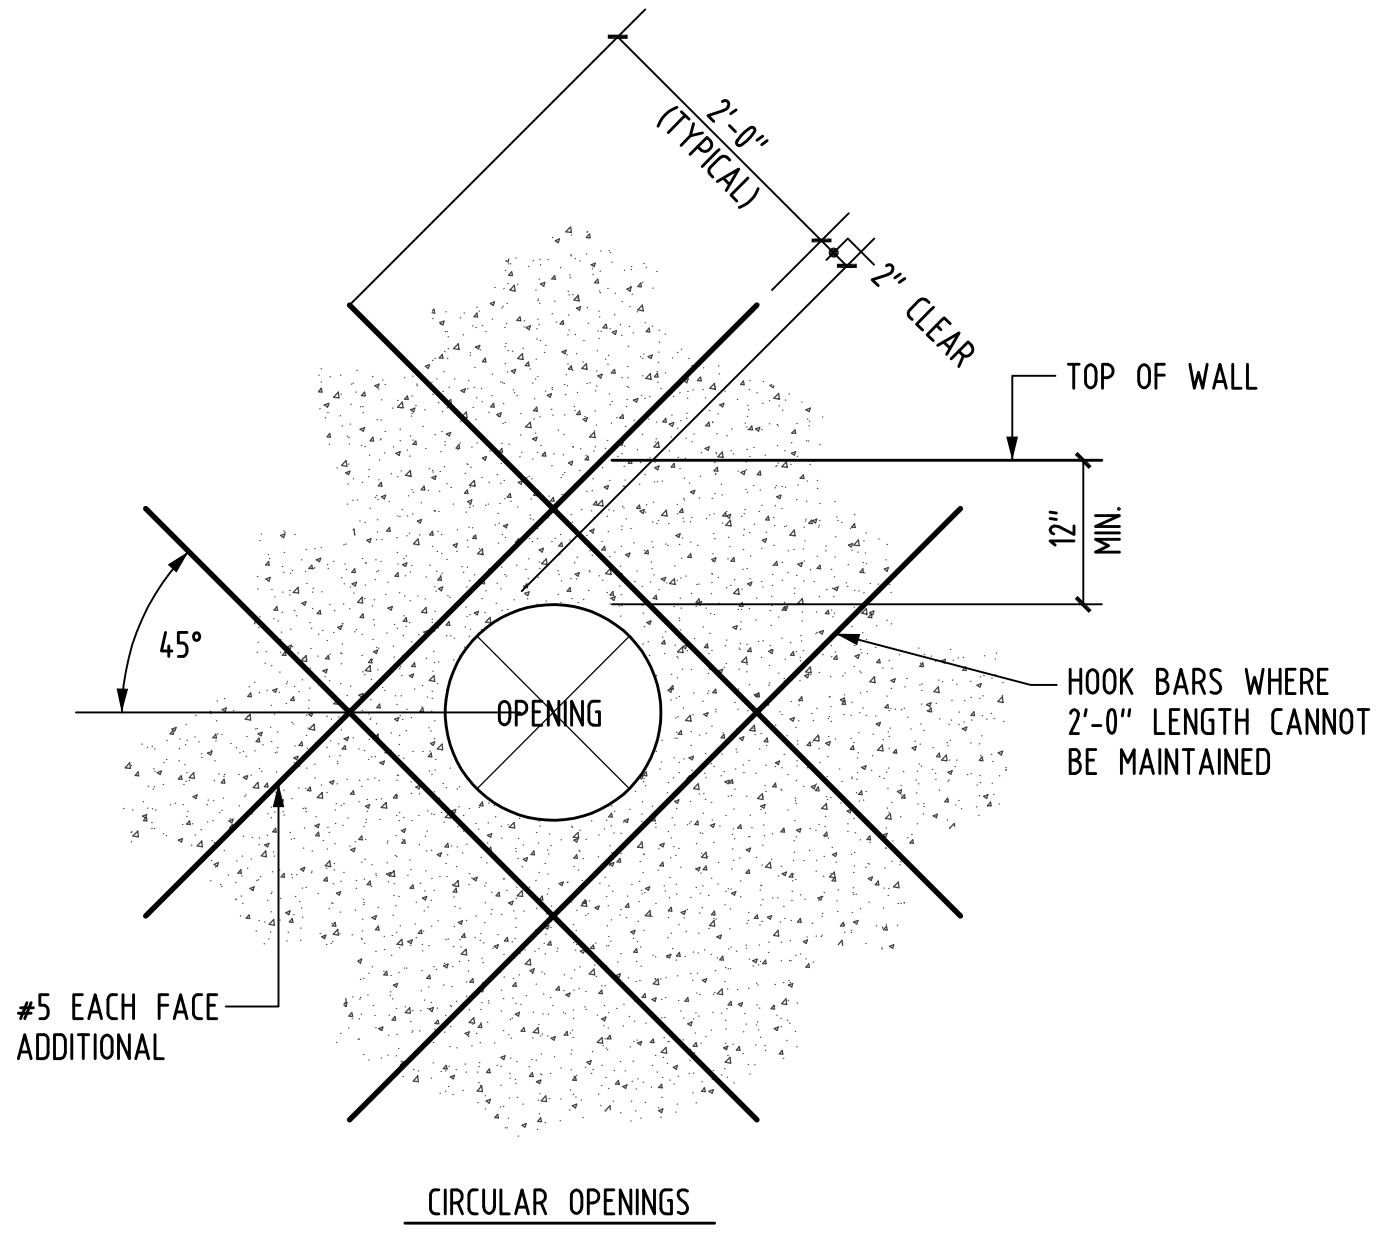 2'-0"
(TYPICAL)
2" CLEAR
TOP OF WALL
12"
MIN.
45°
OPENING
HOOK BARS WHERE
2'-0" LENGTH CANNOT
BE MAINTAINED
#5 EACH FACE
ADDITIONAL
CIRCULAR OPENINGS